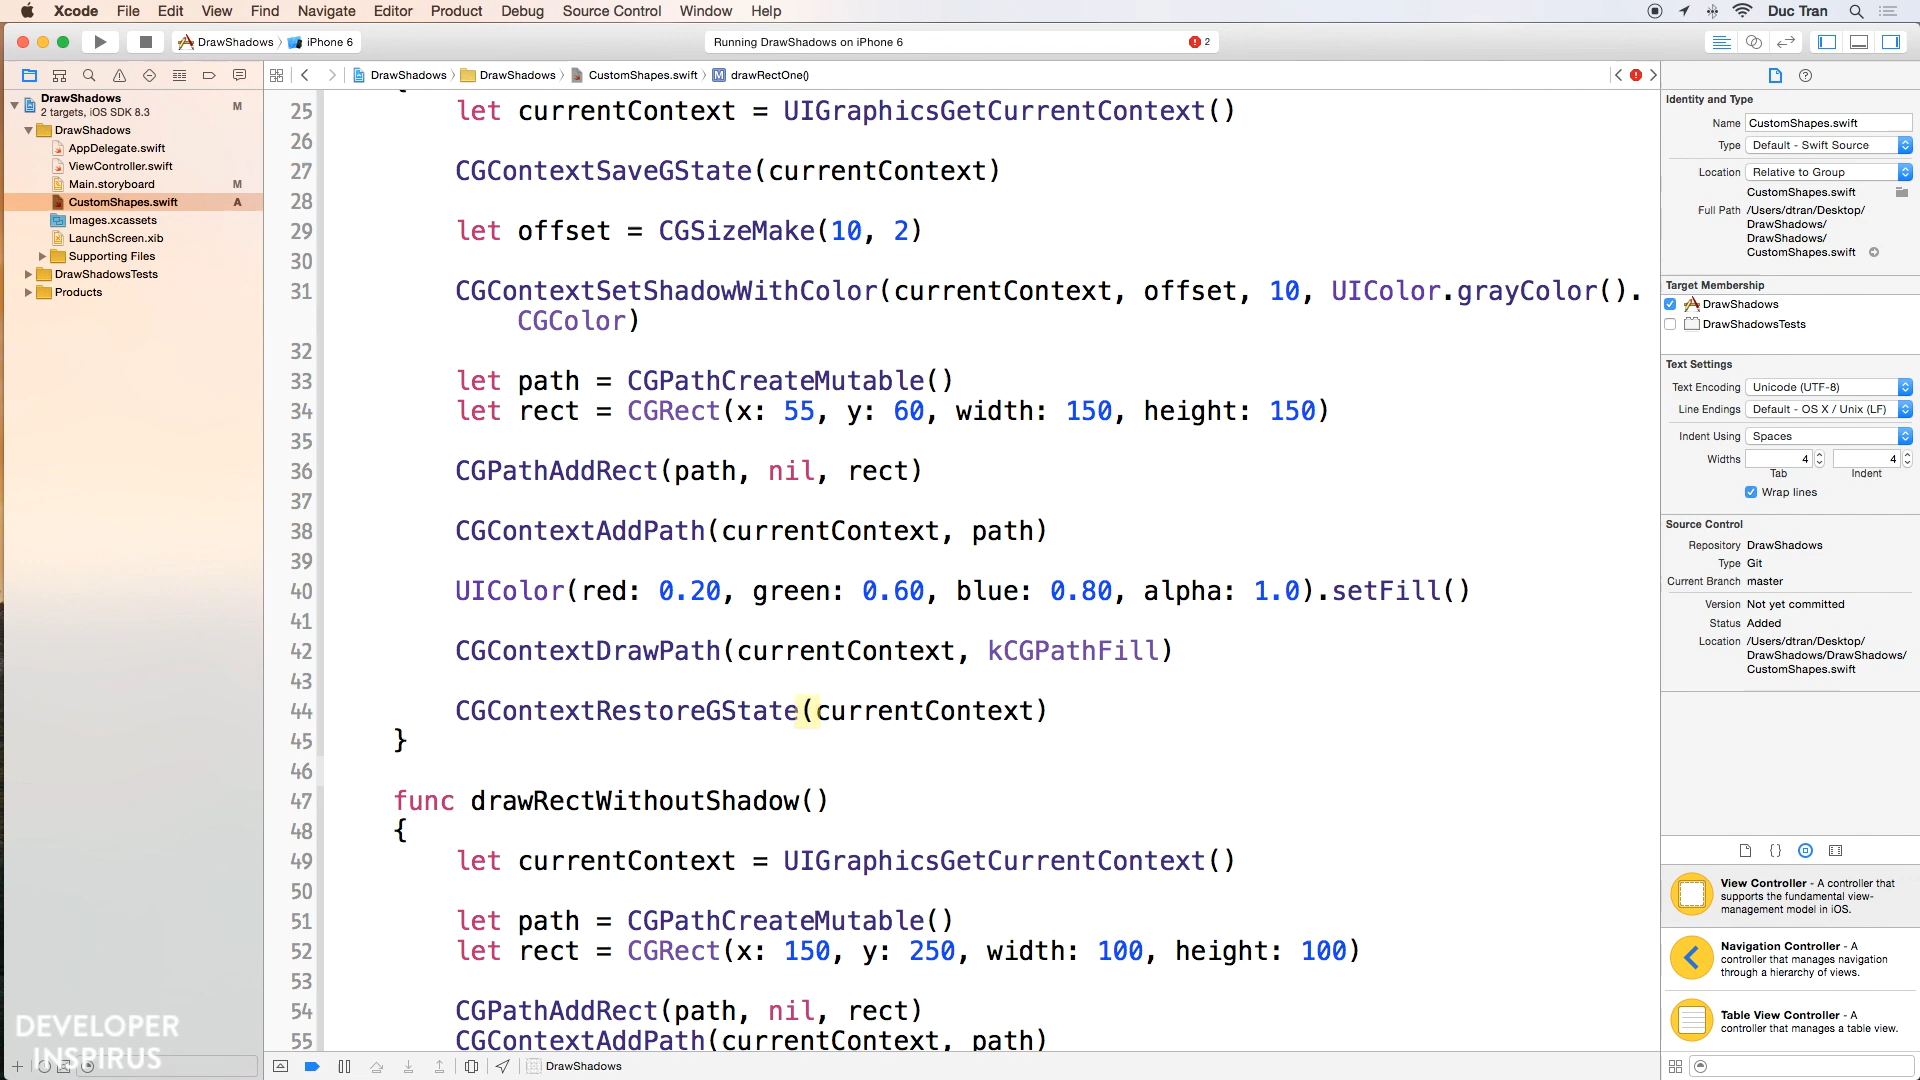 Xcode File Edit View Find Navigate Editor Product Debug Source Control Window Help Duc Tran
DrawShadows iPhone 6 Running DrawShadows on iPhone 6 2
DrawShadows DrawShadows CustomShapes.swift M drawRectOne()
DrawShadows M
2 targets, iOS SDK 8.3
DrawShadows
AppDelegate.swift
ViewController.swift
Main.storyboard M
CustomShapes.swift A
Images.xcassets
LaunchScreen.xib
Supporting Files
DrawShadowsTests
Products
25 let currentContext = UIGraphicsGetCurrentContext()
26
27 CGContextSaveGState(currentContext)
28
29 let offset = CGSizeMake(10, 2)
30
31 CGContextSetShadowWithColor(currentContext, offset, 10, UIColor.grayColor().
CGColor)
32
33 let path = CGPathCreateMutable()
34 let rect = CGRect(x: 55, y: 60, width: 150, height: 150)
35
36 CGPathAddRect(path, nil, rect)
37
38 CGContextAddPath(currentContext, path)
39
40 UIColor(red: 0.20, green: 0.60, blue: 0.80, alpha: 1.0).setFill()
41
42 CGContextDrawPath(currentContext, kCGPathFill)
43
44 CGContextRestoreGState(currentContext)
45 }
46
47 func drawRectWithoutShadow()
48 {
49 let currentContext = UIGraphicsGetCurrentContext()
50
51 let path = CGPathCreateMutable()
52 let rect = CGRect(x: 150, y: 250, width: 100, height: 100)
53
54 CGPathAddRect(path, nil, rect)
55 CGContextAddPath(currentContext, path)
DrawShadows
Identity and Type
Name CustomShapes.swift
Type Default - Swift Source
Location Relative to Group
CustomShapes.swift
Full Path /Users/dtran/Desktop/
DrawShadows/
DrawShadows/
CustomShapes.swift
Target Membership
DrawShadows
DrawShadowsTests
Text Settings
Text Encoding Unicode (UTF-8)
Line Endings Default - OS X / Unix (LF)
Indent Using Spaces
Widths 4 4
Tab Indent
Wrap lines
Source Control
Repository DrawShadows
Type Git
Current Branch master
Version Not yet committed
Status Added
Location /Users/dtran/Desktop/
DrawShadows/DrawShadows/
CustomShapes.swift
{}
View Controller - A controller that
supports the fundamental view-
management model in iOS.
Navigation Controller - A
controller that manages navigation
through a hierarchy of views.
Table View Controller - A
controller that manages a table view.
DEVELOPER
INSPIRUS